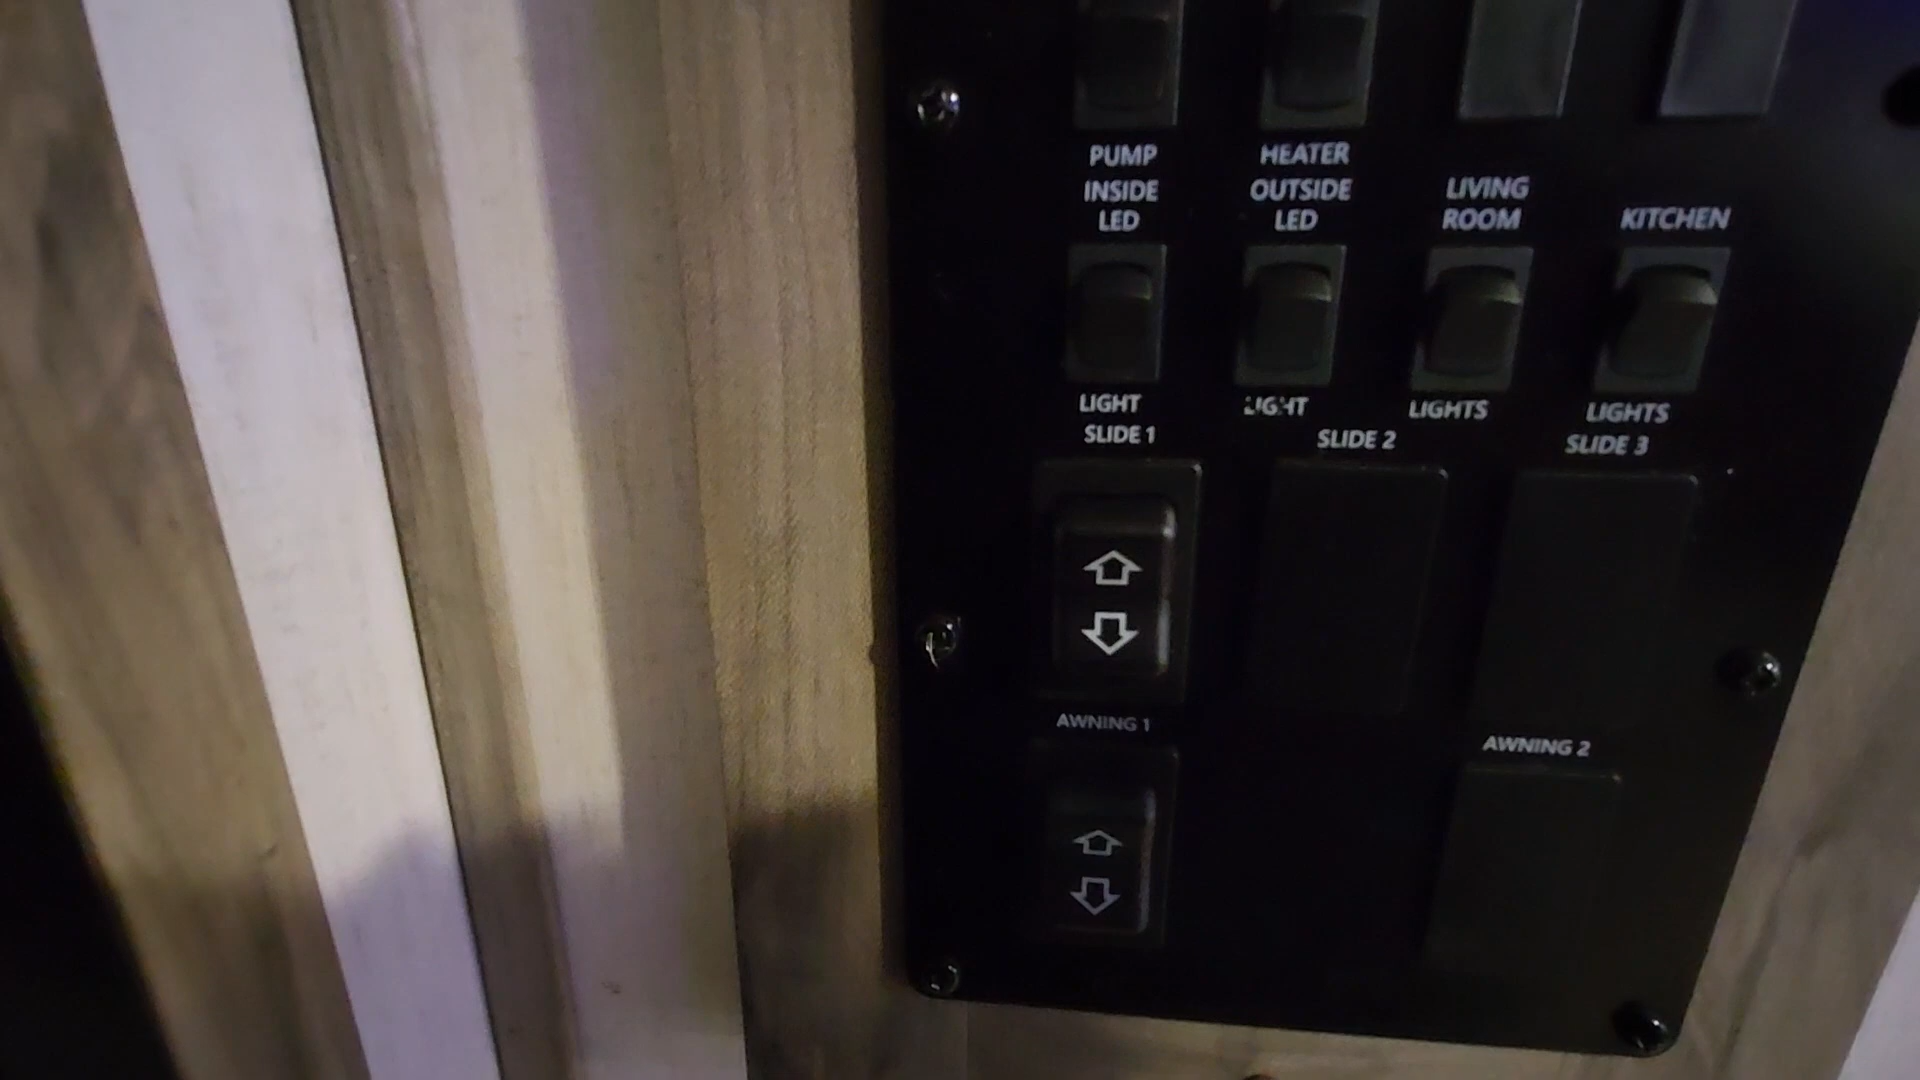 PUMP
HEATER
INSIDE
LED
OUTSIDE
LED
LIVING
ROOM
KITCHEN
LIGHT
LIGHT
LIGHTS
LIGHTS
SLIDE 1
SLIDE 2
SLIDE 3
AWNING 1
AWNING 2